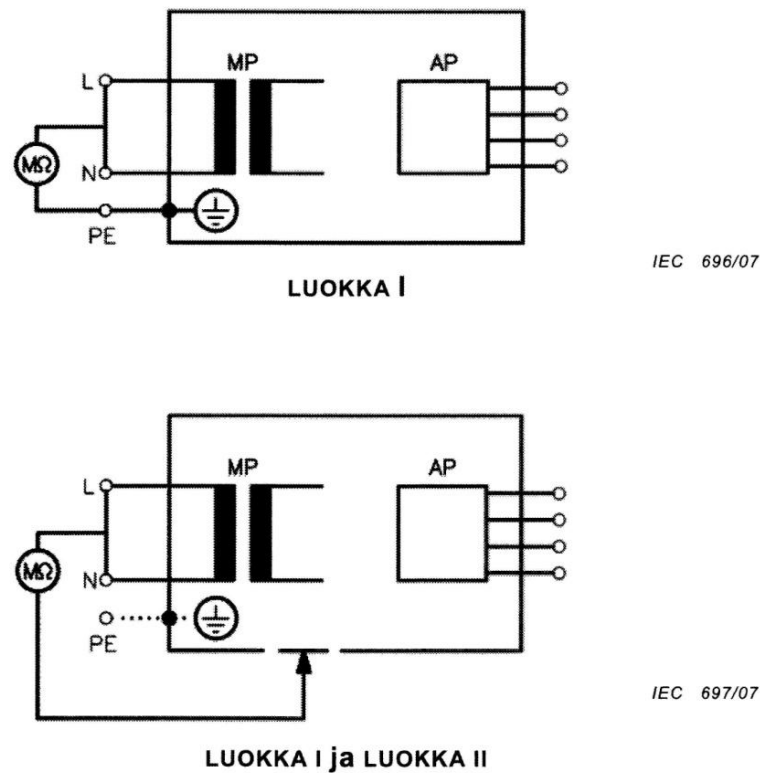 MP
AP
L
MΩ
N
PE
IEC 696/07
LUOKKA I
MP
AP
L
MΩ
N
PE
IEC 697/07
LUOKKA I ja LUOKKA II